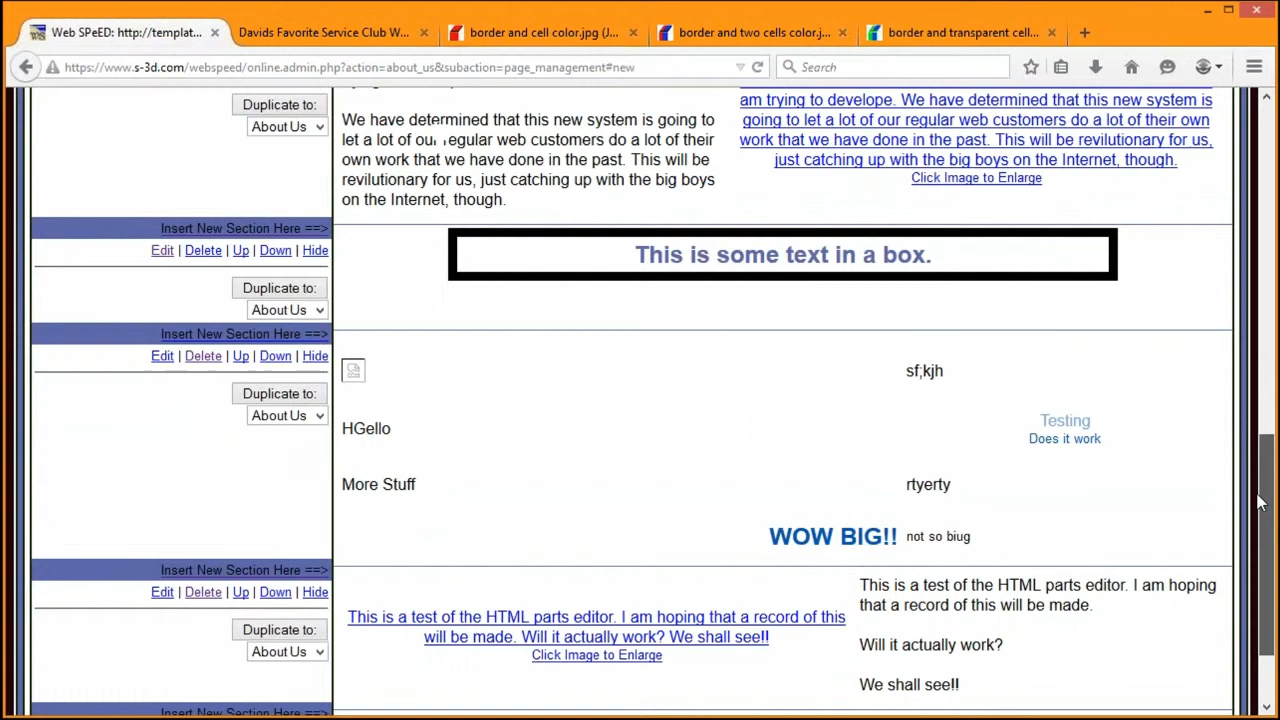 Web SPeED: http://templat...
Davids Favorite Service Club W...
border and cell color.jpg (J...
border and two cells color.j...
border and transparent cell...
https://www.s-3d.com/webspeed/online.admin.php?action=about_us&subaction=page_management#new
Search
Duplicate to:
About Us
We have determined that this new system is going to
let a lot of our regular web customers do a lot of their
own work that we have done in the past. This will be
revilutionary for us, just catching up with the big boys
on the Internet, though.
am trying to develope. We have determined that this new system is
going to let a lot of our regular web customers do a lot of their own
work that we have done in the past. This will be revilutionary for us,
just catching up with the big boys on the Internet, though.
Click Image to Enlarge
Insert New Section Here ==>
Edit | Delete | Up | Down | Hide
Duplicate to:
About Us
This is some text in a box.
Insert New Section Here ==>
Edit | Delete | Up | Down | Hide
Duplicate to:
About Us
sf;kjh
HGello
Testing
Does it work
More Stuff
rtyerty
WOW BIG!! not so biug
Insert New Section Here ==>
Edit | Delete | Up | Down | Hide
Duplicate to:
About Us
This is a test of the HTML parts editor. I am hoping that a record of this
will be made. Will it actually work? We shall see!!
Click Image to Enlarge
This is a test of the HTML parts editor. I am hoping
that a record of this will be made.
Will it actually work?
We shall see!!
Insert New Section Here ==>